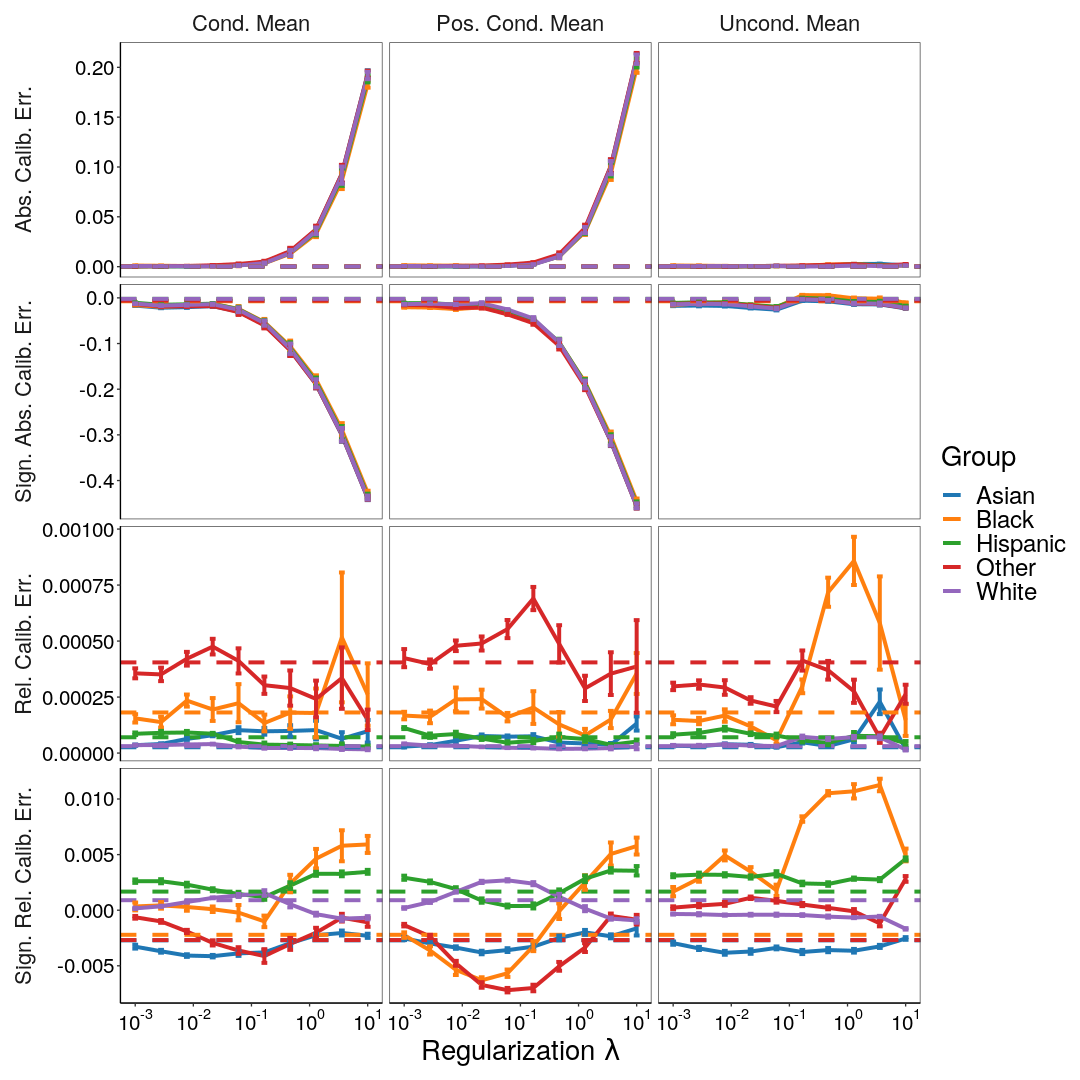 Cond. Mean Pos. Cond. Mean Uncond. Mean
Abs. Calib. Err.
0.20
0.15
0.10
0.05
0.00
Sign. Abs. Calib. Err.
0.0
-0.1
-0.2
-0.3
-0.4
Rel. Calib. Err.
0.00100
0.00075
0.00050
0.00025
0.00000
Sign. Rel. Calib. Err.
0.010
0.005
0.000
-0.005
10⁻³ 10⁻² 10⁻¹ 10⁰ 10¹ 10⁻³ 10⁻² 10⁻¹ 10⁰ 10¹ 10⁻³ 10⁻² 10⁻¹ 10⁰ 10¹
Regularization λ
Group
Asian
Black
Hispanic
Other
White